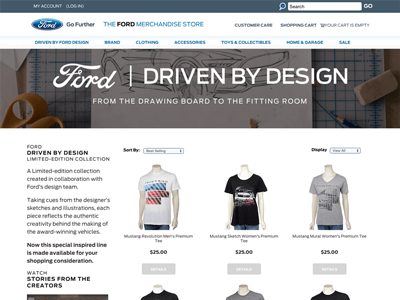 MY ACCOUNT (LOG IN)
Search
GO
Ford
Go Further
THE FORD MERCHANDISE STORE
CUSTOMER CARE
SHOPPING CART
YOUR CART IS EMPTY
DRIVEN BY FORD DESIGN
BRAND
CLOTHING
ACCESSORIES
TOYS & COLLECTIBLES
HOME & GARAGE
SALE
Ford | DRIVEN BY DESIGN
FROM THE DRAWING BOARD TO THE FITTING ROOM
FORD
DRIVEN BY DESIGN
LIMITED-EDITION COLLECTION
A Limited-edition collection
created in collaboration with
Ford's design team.
Taking cues from the designer's
sketches and illustrations, each
piece reflects the authentic
creativity behind the making of
the award-winning vehicles.
Now this special inspired line
is made available for your
shopping consideration.
WATCH
STORIES FROM THE
CREATORS
Sort By:
Best Selling
Display
View All
Mustang Revolution Men's Premium
Tee
$25.00
DETAILS
Mustang Sketch Women's Premium
Tee
$25.00
DETAILS
Mustang Mural Women's Premium
Tee
$25.00
DETAILS